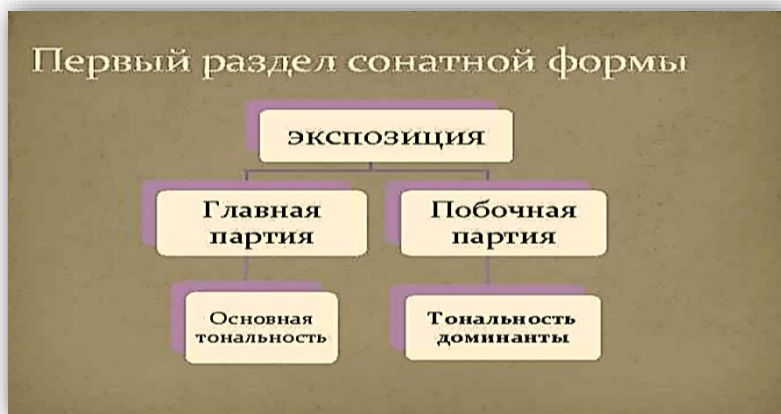 Первый раздел сонатной формы
экспозиция
Главная
партия
Побочная
партия
Основная
тональность
Тональность
доминанты